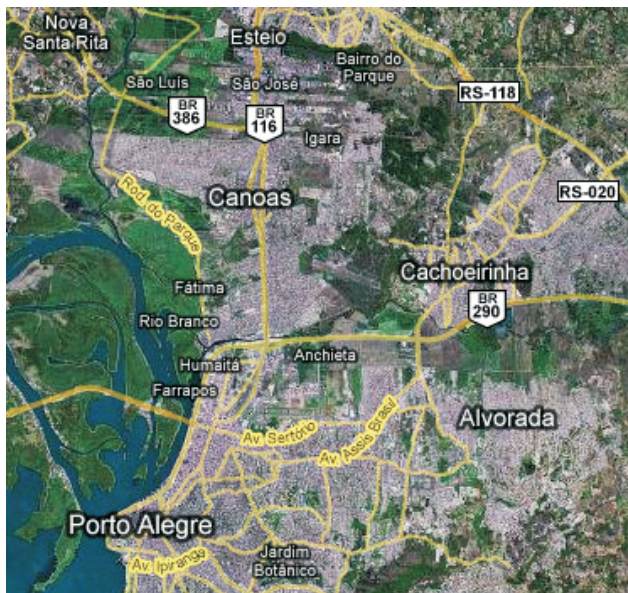 Nova
Santa Rita
Esteio
Bairro do
Parque
São Luís
São José
BR
386
BR
116
RS-118
Igara
RS-020
Canoas
Rod. do Parque
Cachoeirinha
Fátima
BR
290
Rio Branco
Humaitá
Anchieta
Farrapos
Alvorada
Av. Sertório
Av. Assis Brasil
Porto Alegre
Av. Ipiranga
Jardim
Botânico